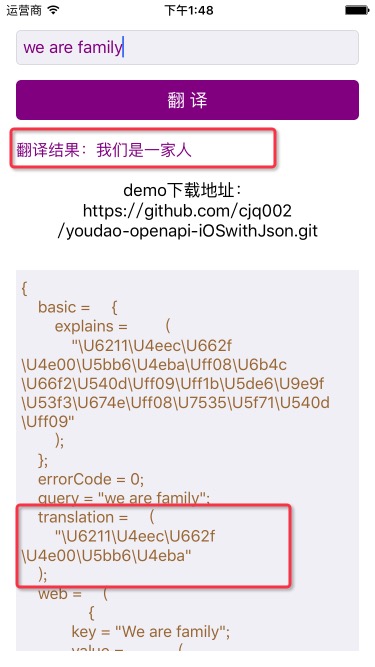 运营商 下午1:48
we are family
翻 译
翻译结果：我们是一家人
demo下载地址：
https://github.com/cjq002
/youdao-openapi-iOSwithJson.git
{
basic = {
explains = (
"\U6211\U4eec\U662f
\U4e00\U5bb6\U4eba\Uff08\U6b4c
\U66f2\U540d\Uff09\Uff1b\U5de6\U9e9f
\U53f3\U674e\Uff08\U7535\U5f71\U540d
\Uff09"
);
};
errorCode = 0;
query = "we are family";
translation = (
"\U6211\U4eec\U662f
\U4e00\U5bb6\U4eba"
);
web = (
{
key = "We are family";
value = (